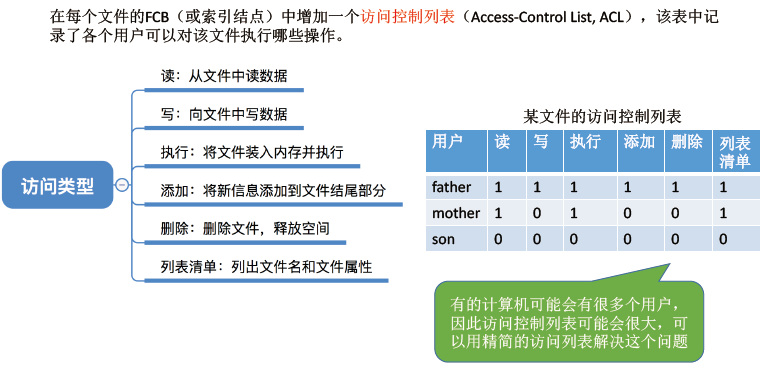 在每个文件的FCB（或索引结点）中增加一个访问控制列表（Access-Control List, ACL），该表中记
录了各个用户可以对该文件执行哪些操作。
访问类型
读：从文件中读数据
写：向文件中写数据
执行：将文件装入内存并执行
添加：将新信息添加到文件结尾部分
删除：删除文件，释放空间
列表清单：列出文件名和文件属性
某文件的访问控制列表
用户 读 写 执行 添加 删除 列表
清单
father 1 1 1 1 1 1
mother 1 0 1 0 0 1
son 0 0 0 0 0 0
有的计算机可能会有很多个用户，
因此访问控制列表可能会很大，可
以用精简的访问列表解决这个问题